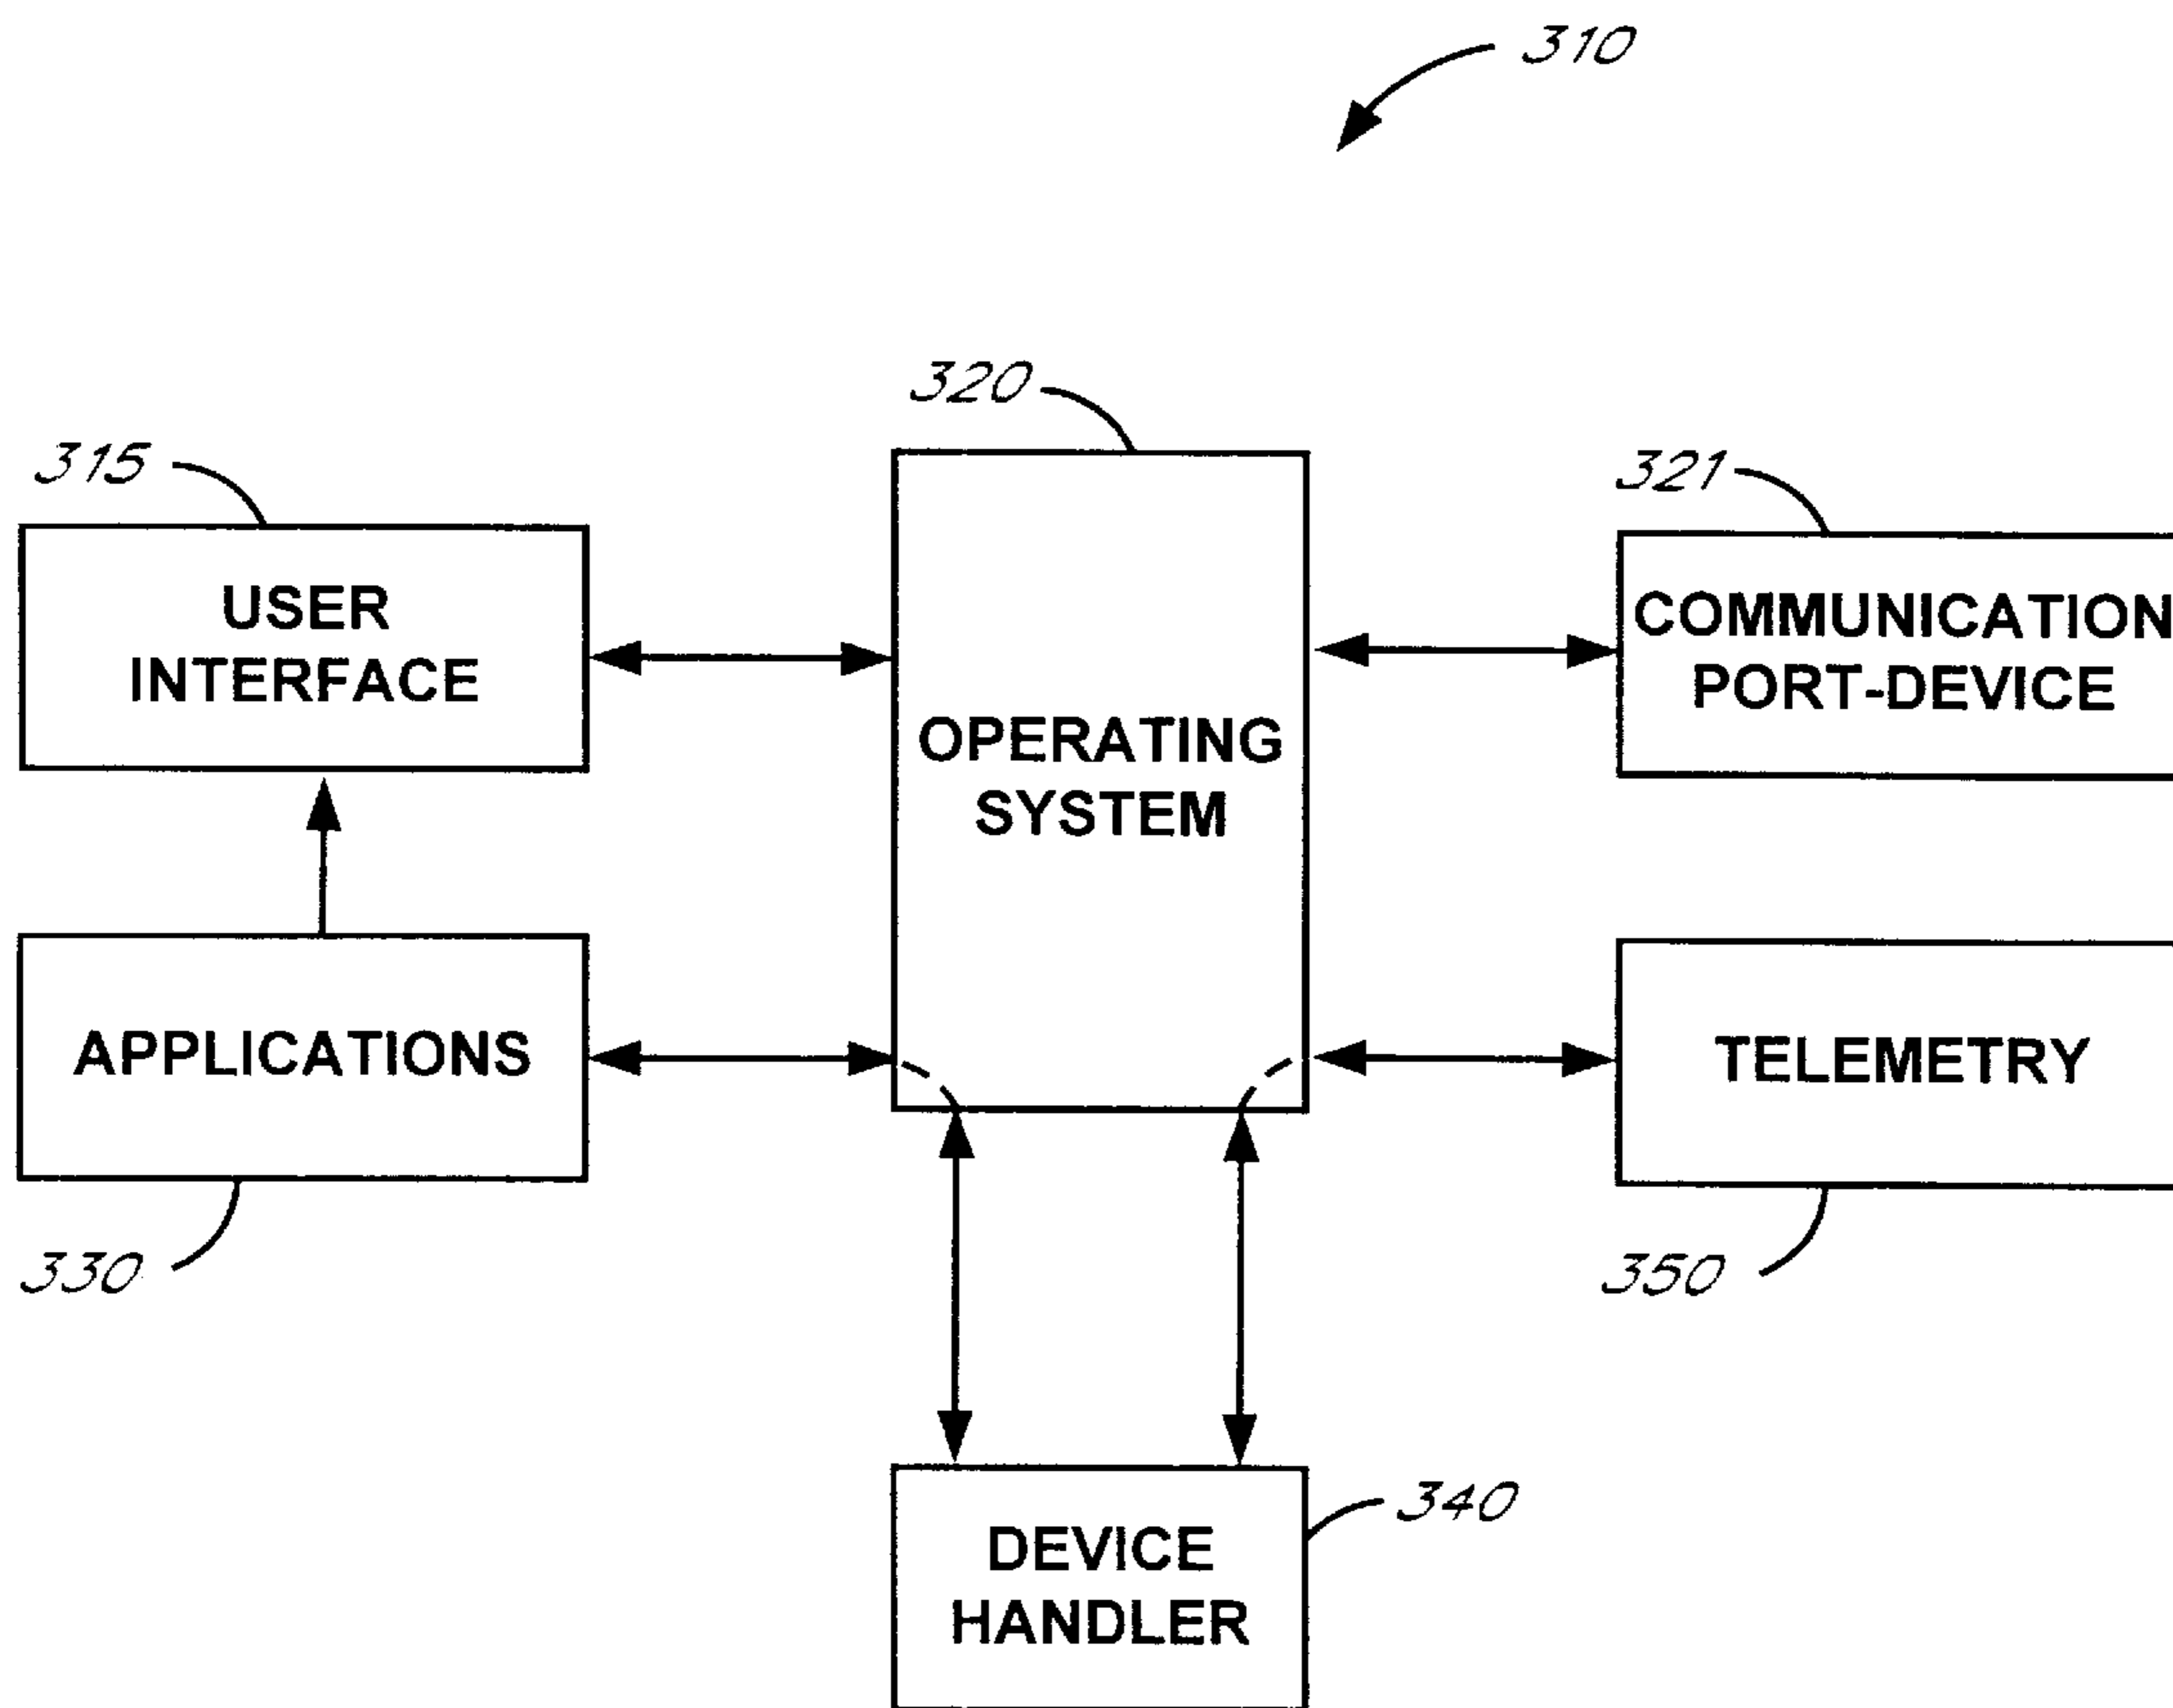 310
320
315
321
USER
INTERFACE
COMMUNICATION
PORT-DEVICE
OPERATING
SYSTEM
APPLICATIONS
TELEMETRY
330
350
340
DEVICE
HANDLER